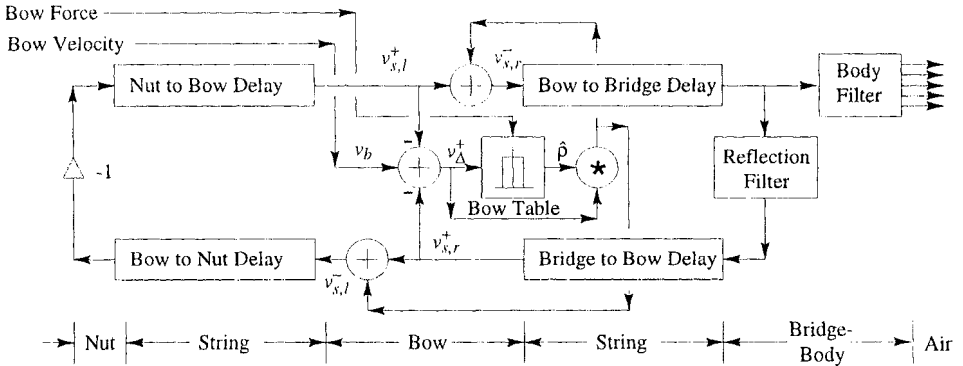 Bow Force
Bow Velocity
v⁺s,l
v⁻s,r
Nut to Bow Delay
+
Bow to Bridge Delay
Body
Filter
-
v_b
+
v⁺Δ
ρ̂
*
-1
-
Bow Table
Reflection
Filter
Bow to Nut Delay
+
v⁺s,r
v⁻s,l
Bridge to Bow Delay
Nut
String
Bow
String
Bridge-
Body
Air